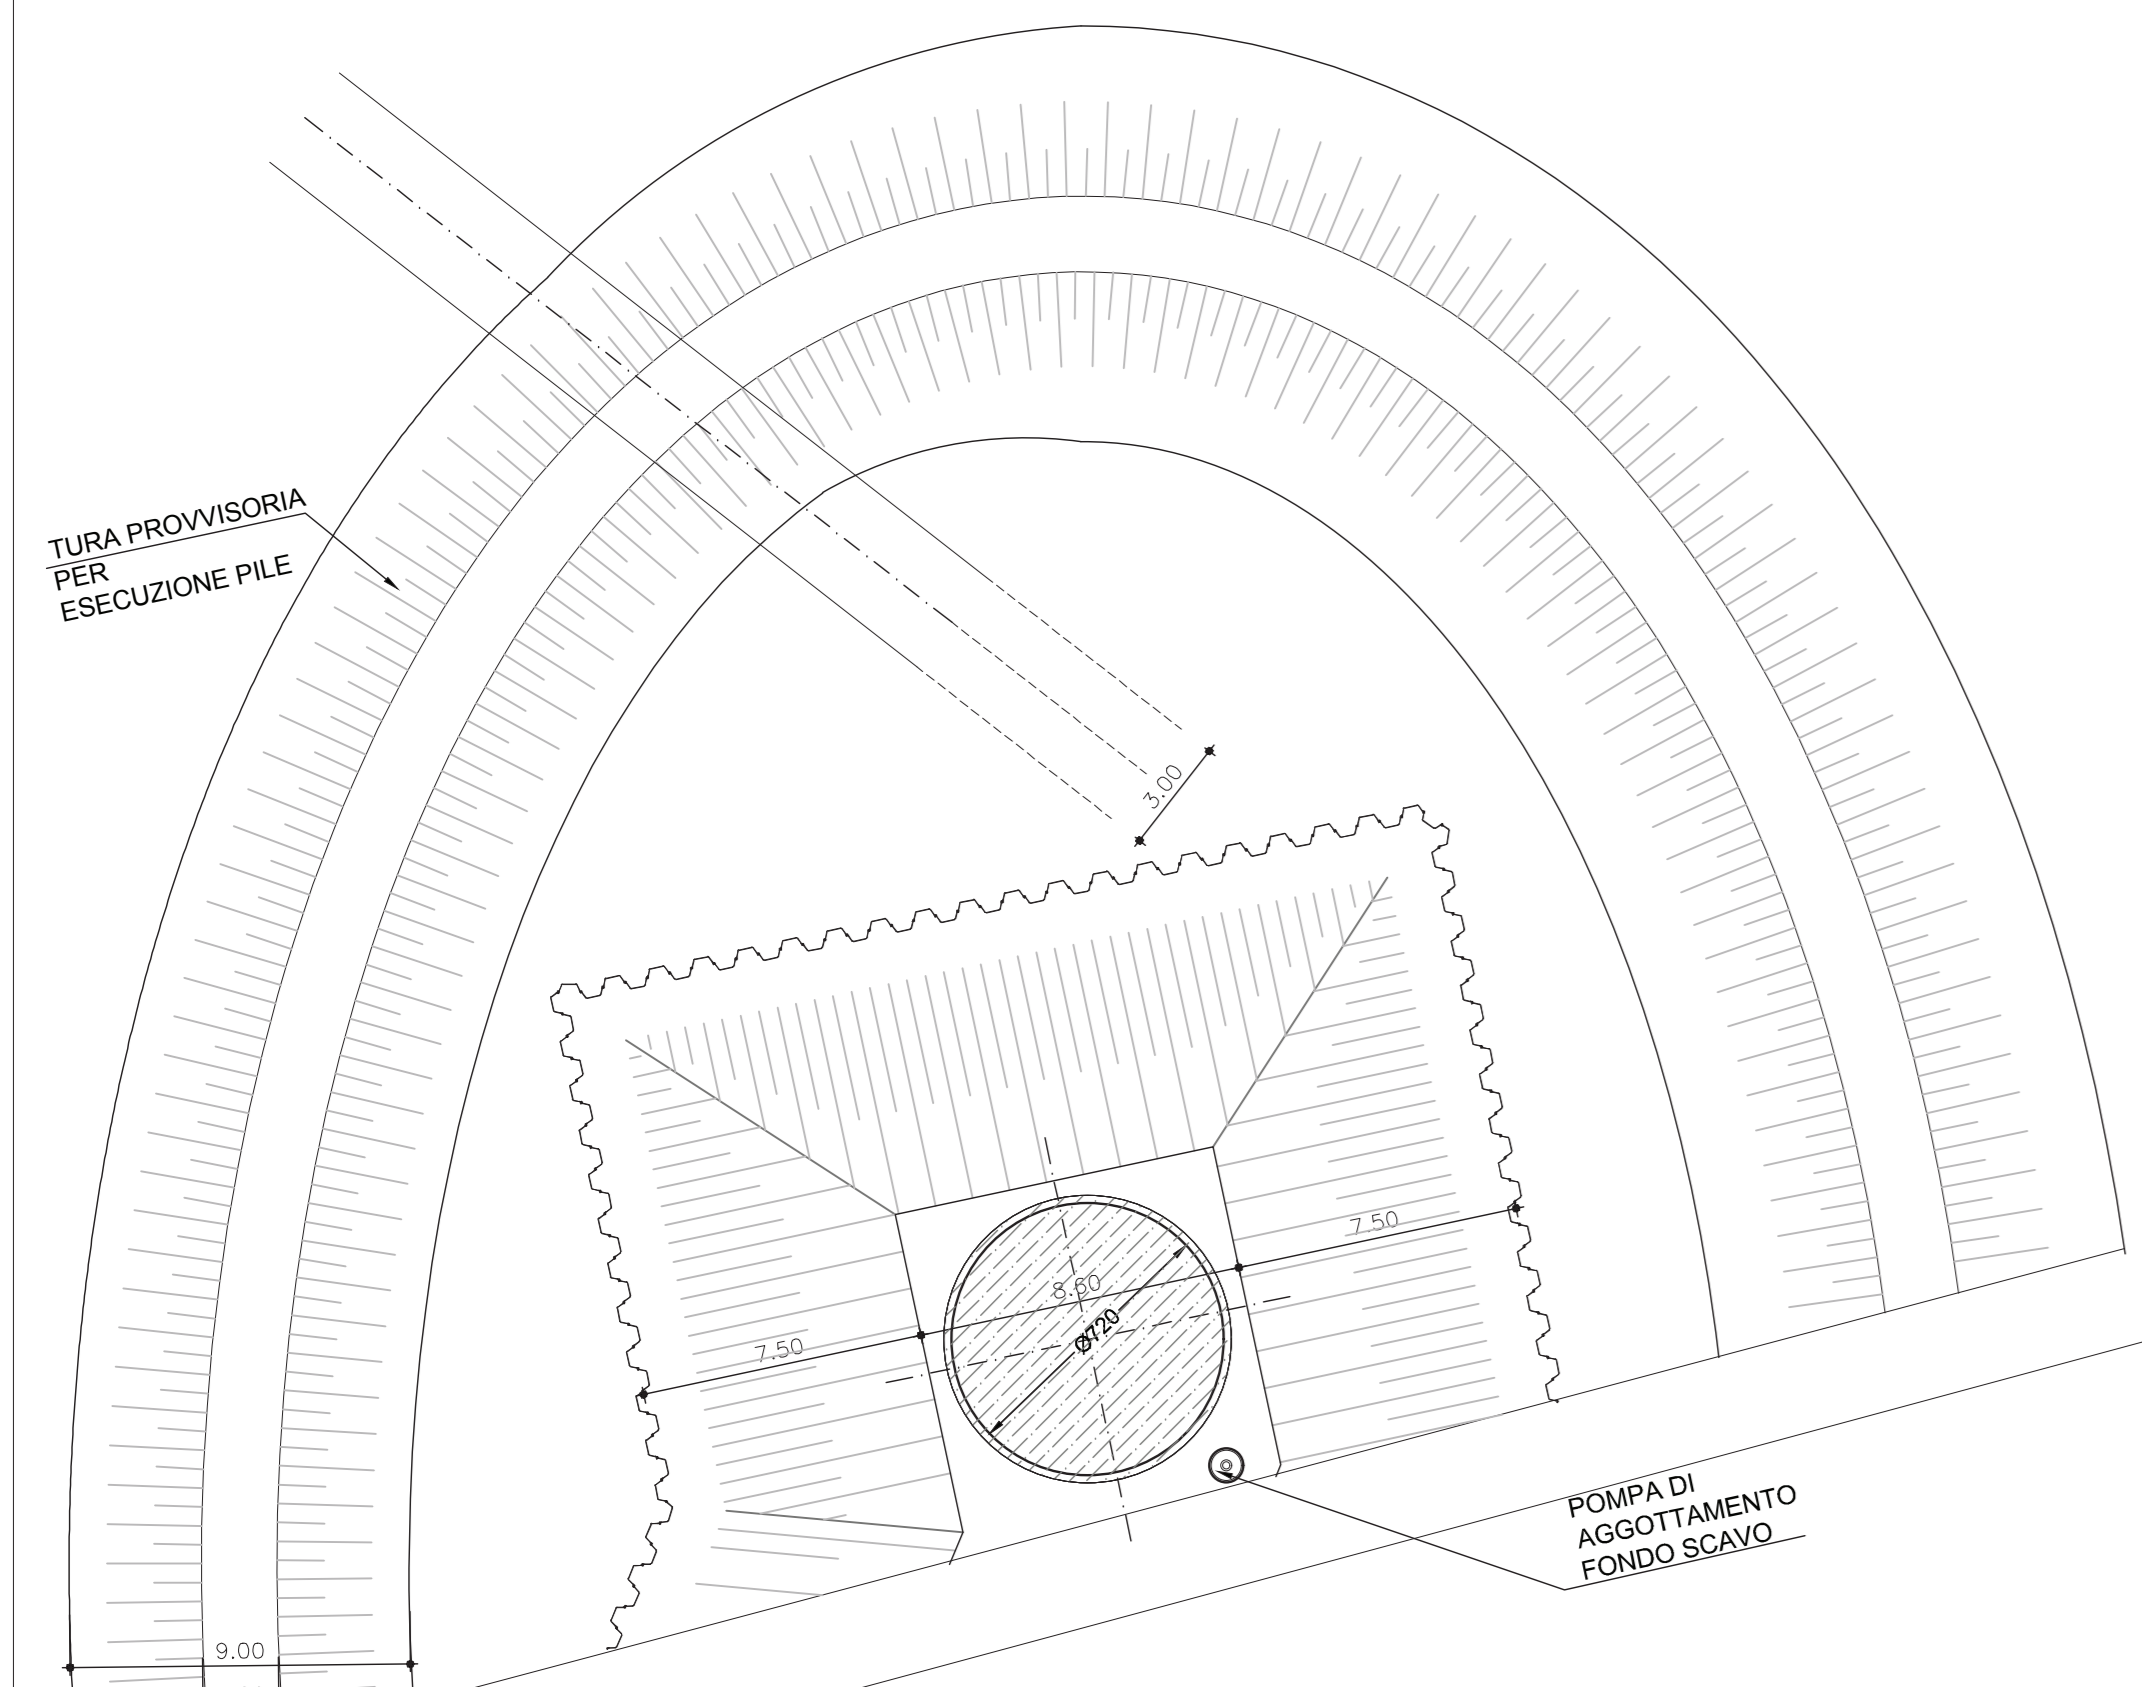 TURA PROVVISORIA
PER
ESECUZIONE PILE
3.00
7.50
8.60
Ø720
7.50
POMPA DI
AGGOTTAMENTO
FONDO SCAVO
9.00